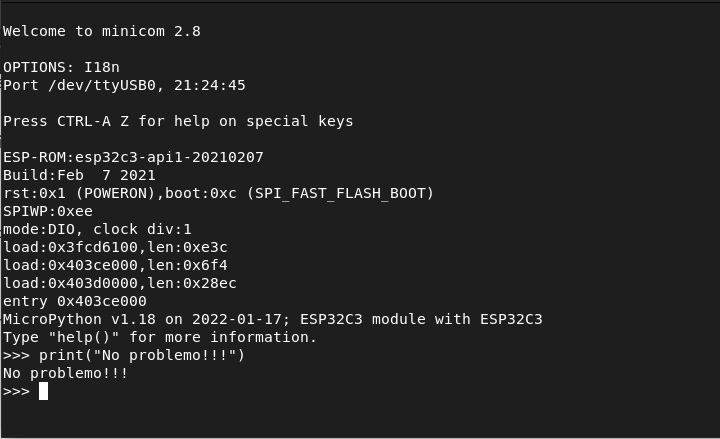 Welcome to minicom 2.8
OPTIONS: I18n
Port /dev/ttyUSB0, 21:24:45
Press CTRL-A Z for help on special keys
ESP-ROM:esp32c3-api1-20210207
Build:Feb  7 2021
rst:0x1 (POWERON),boot:0xc (SPI_FAST_FLASH_BOOT)
SPIWP:0xee
mode:DIO, clock div:1
load:0x3fcd6100,len:0xe3c
load:0x403ce000,len:0x6f4
load:0x403d0000,len:0x28ec
entry 0x403ce000
MicroPython v1.18 on 2022-01-17; ESP32C3 module with ESP32C3
Type "help()" for more information.
>>> print("No problemo!!!")
No problemo!!!
>>>